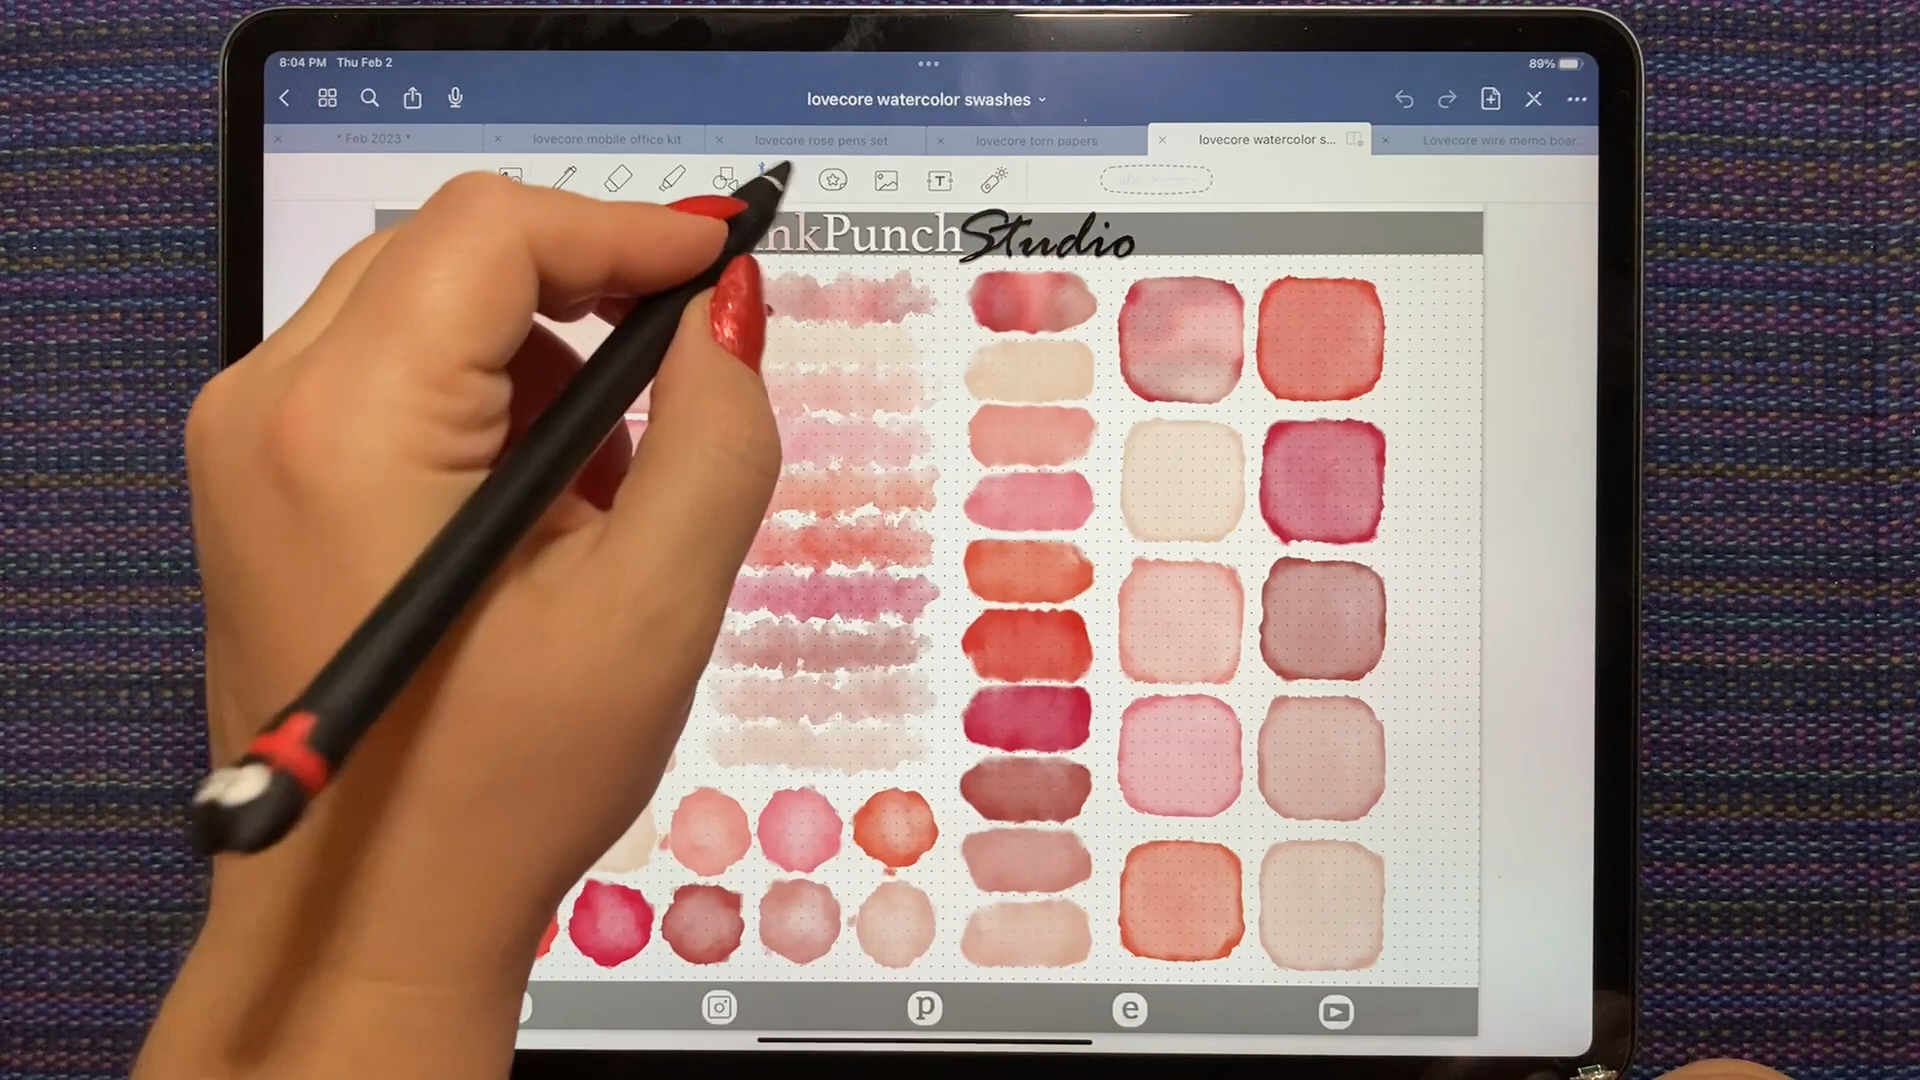 8:04 PM Thu Feb 2
89%
lovecore watercolor swashes
* Feb 2023 *
lovecore mobile office kit
lovecore rose pens set
lovecore torn papers
lovecore watercolor s...
Lovecore wire memo boar...
T
nkPunchStudio
p
e